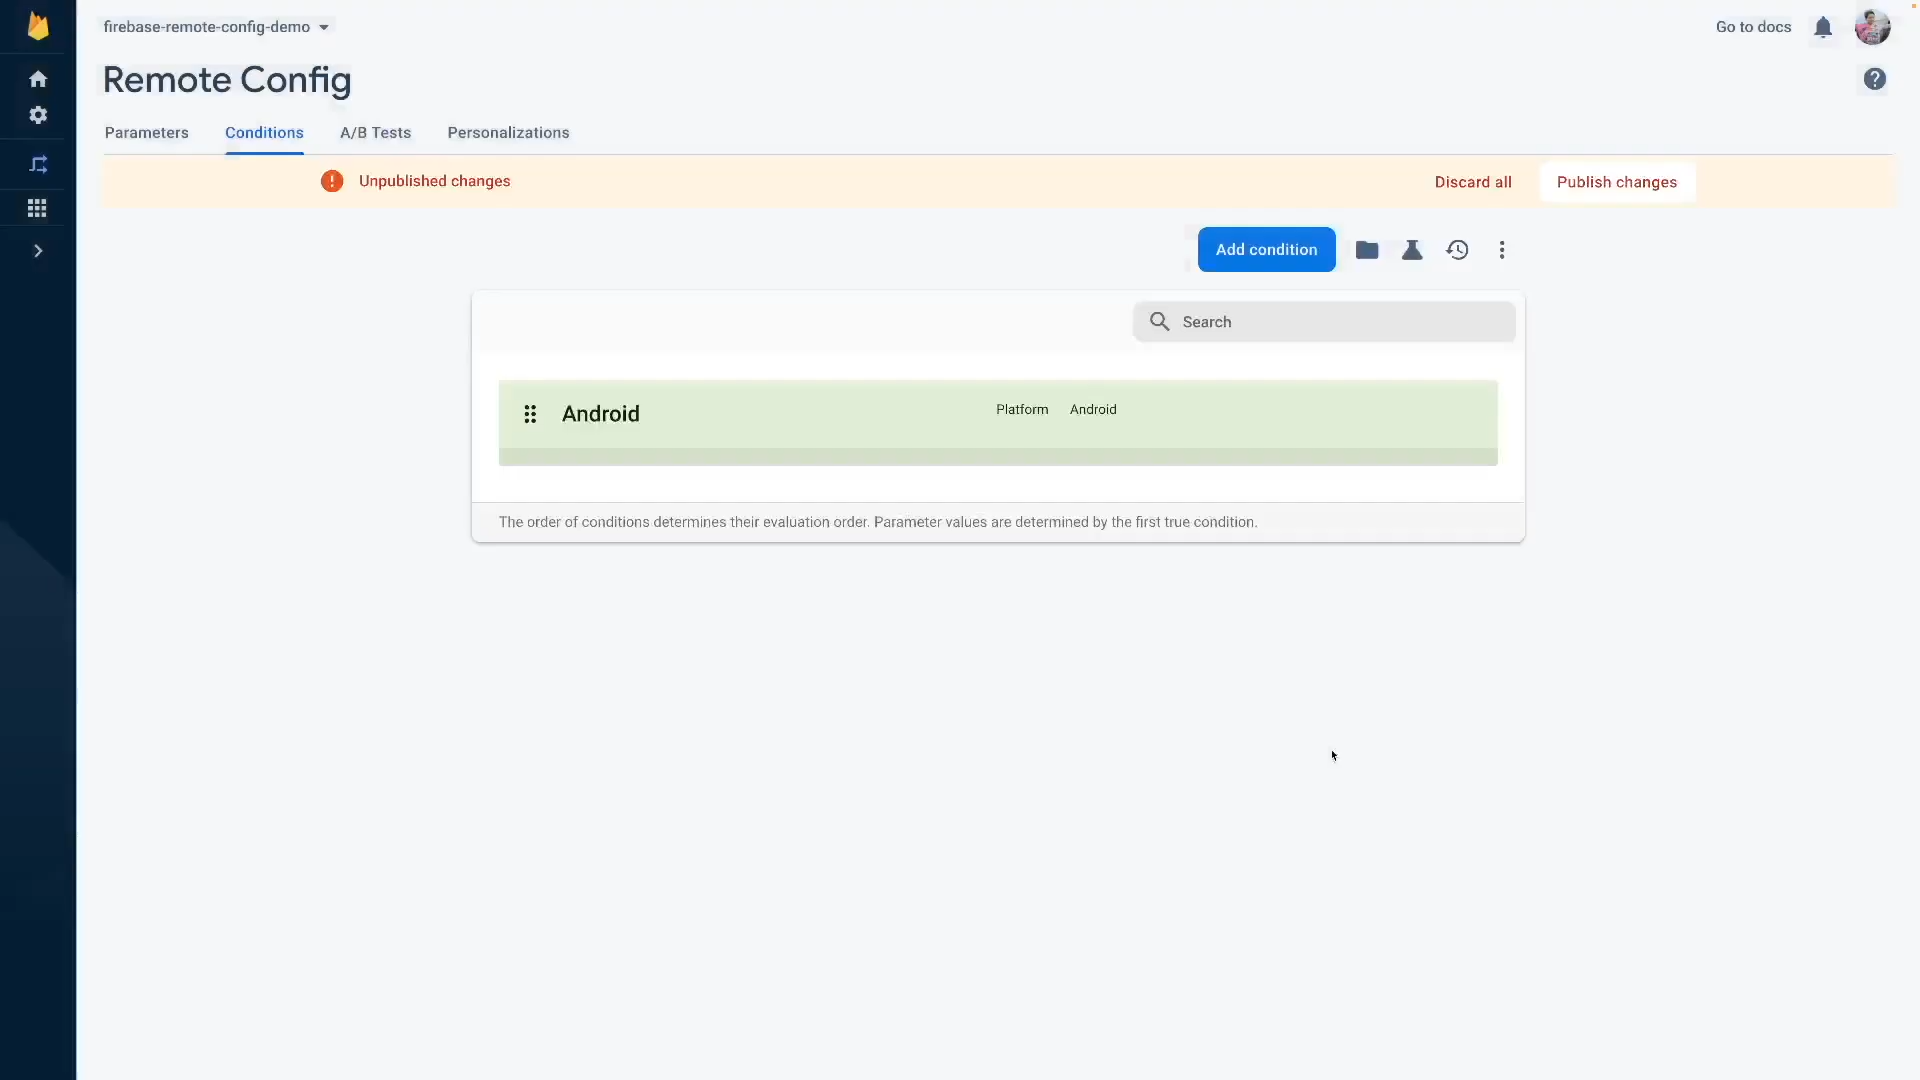 firebase-remote-config-demo
Go to docs
Remote Config
Parameters
Conditions
A/B Tests
Personalizations
Unpublished changes
Discard all
Publish changes
Add condition
Search
Android
Platform Android
The order of conditions determines their evaluation order. Parameter values are determined by the first true condition.